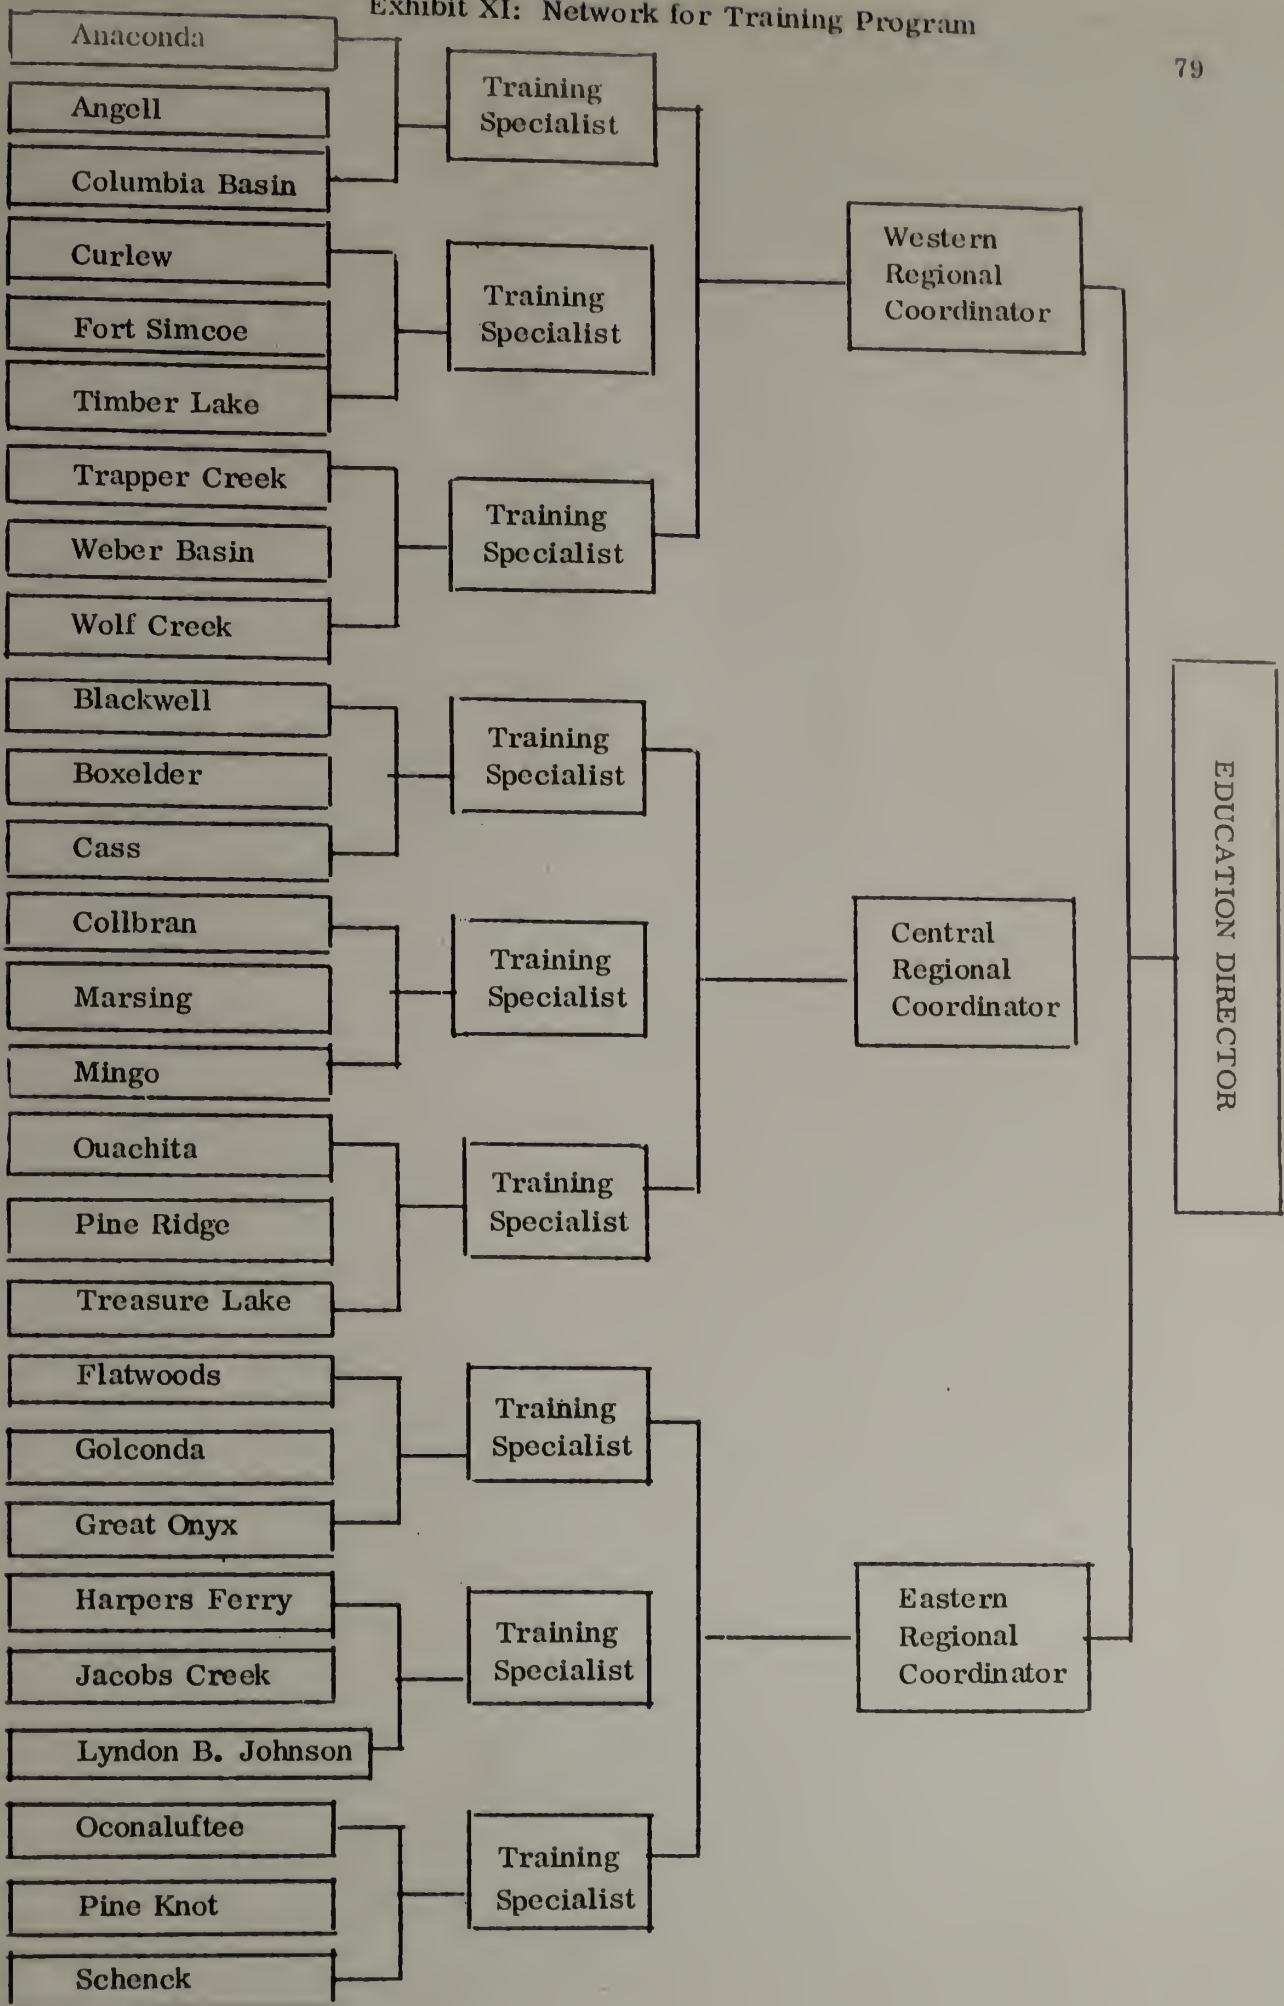 Exhibit XI: Network for Training Program
79
Anaconda
Angell
Columbia Basin
Curlew
Fort Simcoe
Timber Lake
Trapper Creek
Weber Basin
Wolf Creek
Blackwell
Boxelder
Cass
Collbran
Marsing
Mingo
Ouachita
Pine Ridge
Treasure Lake
Flatwoods
Golconda
Great Onyx
Harpers Ferry
Jacobs Creek
Lyndon B. Johnson
Oconaluftee
Pine Knot
Schenck
Training
Specialist
Training
Specialist
Training
Specialist
Training
Specialist
Training
Specialist
Training
Specialist
Training
Specialist
Training
Specialist
Training
Specialist
Western
Regional
Coordinator
Central
Regional
Coordinator
Eastern
Regional
Coordinator
EDUCATION DIRECTOR